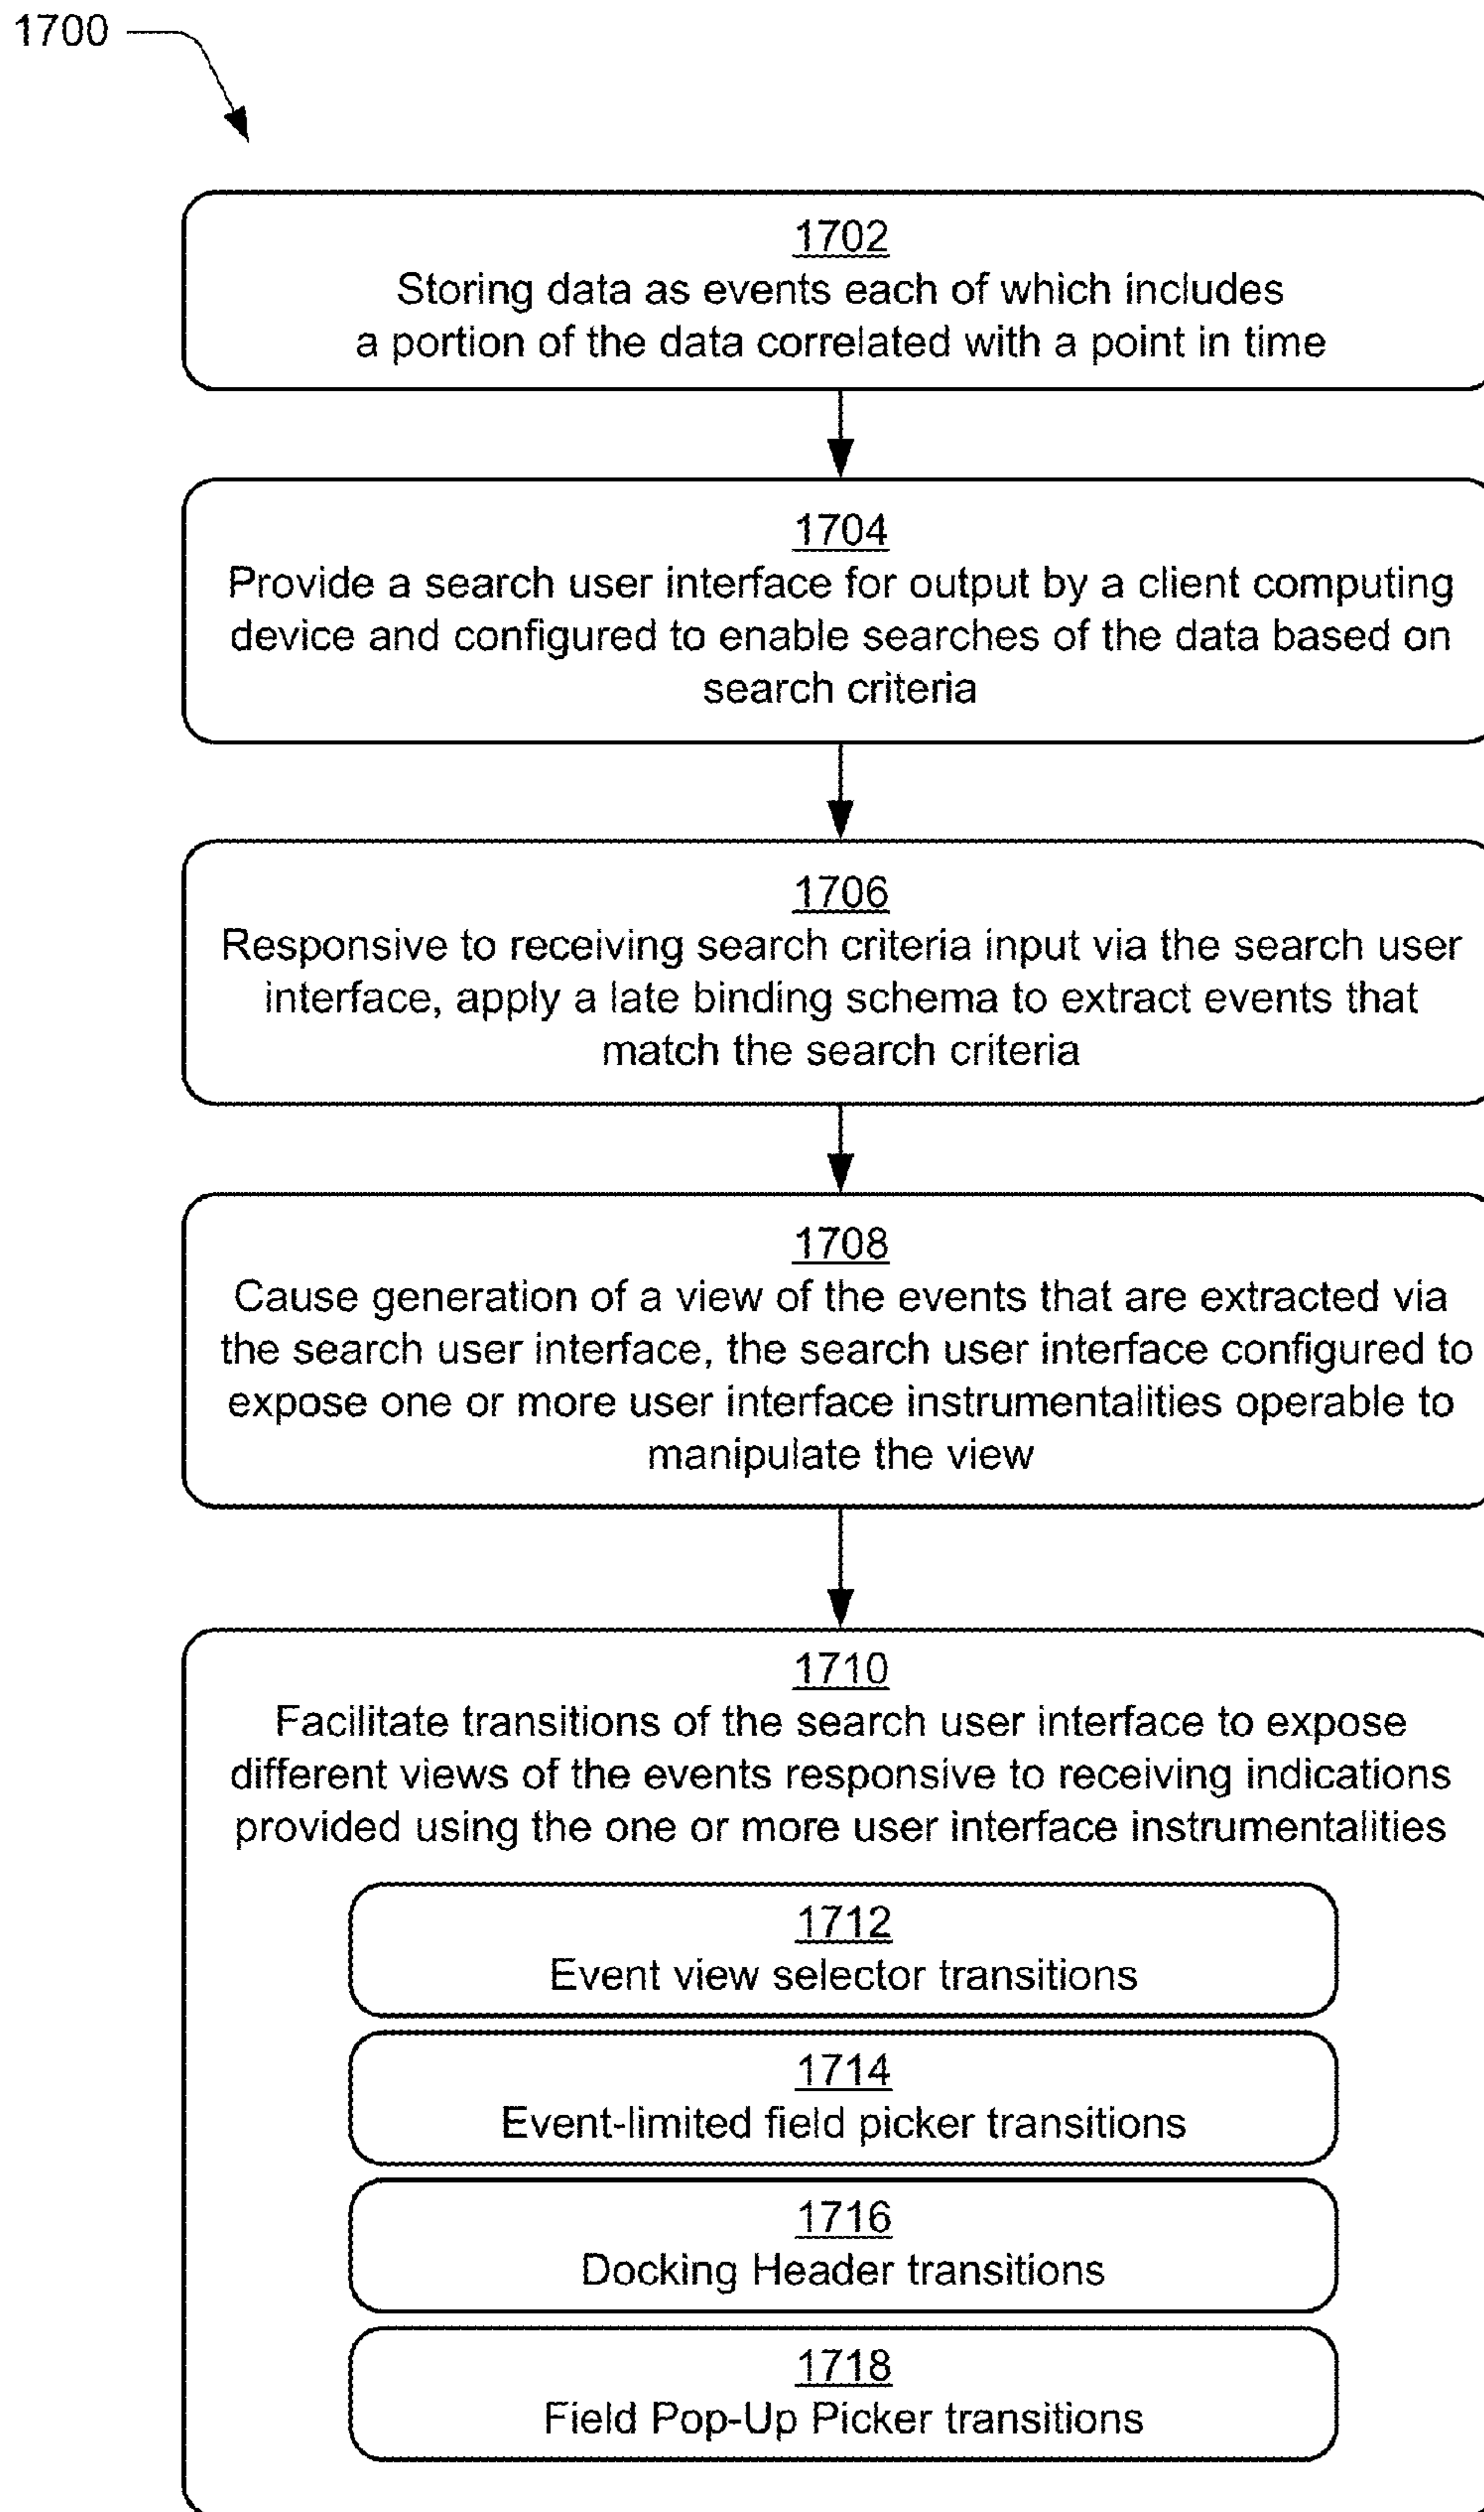 1700
1702
Storing data as events each of which includes
a portion of the data correlated with a point in time
1704
Provide a search user interface for output by a client computing
device and configured to enable searches of the data based on
search criteria
1706
Responsive to receiving search criteria input via the search user
interface, apply a late binding schema to extract events that
match the search criteria
1708
Cause generation of a view of the events that are extracted via
the search user interface, the search user interface configured to
expose one or more user interface instrumentalities operable to
manipulate the view
1710
Facilitate transitions of the search user interface to expose
different views of the events responsive to receiving indications
provided using the one or more user interface instrumentalities
1712
Event view selector transitions
1714
Event-limited field picker transitions
1716
Docking Header transitions
1718
Field Pop-Up Picker transitions